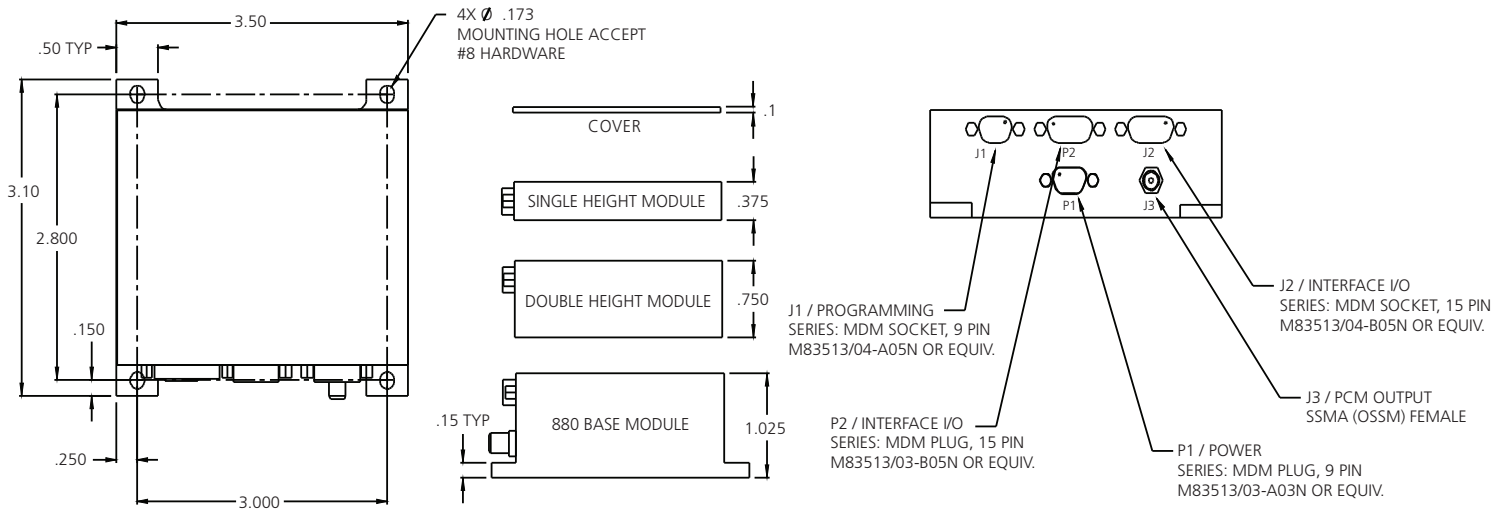 3.50
.50 TYP
4X Ø .173
MOUNTING HOLE ACCEPT
#8 HARDWARE
3.10
2.800
.150
.250
3.000
.1
COVER
SINGLE HEIGHT MODULE
.375
DOUBLE HEIGHT MODULE
.750
.15 TYP
880 BASE MODULE
1.025
J1
P2
J2
P1
J3
J1 / PROGRAMMING
SERIES: MDM SOCKET, 9 PIN
M83513/04-A05N OR EQUIV.
J2 / INTERFACE I/O
SERIES: MDM SOCKET, 15 PIN
M83513/04-B05N OR EQUIV.
J3 / PCM OUTPUT
SSMA (OSSM) FEMALE
P2 / INTERFACE I/O
SERIES: MDM PLUG, 15 PIN
M83513/03-B05N OR EQUIV.
P1 / POWER
SERIES: MDM PLUG, 9 PIN
M83513/03-A03N OR EQUIV.